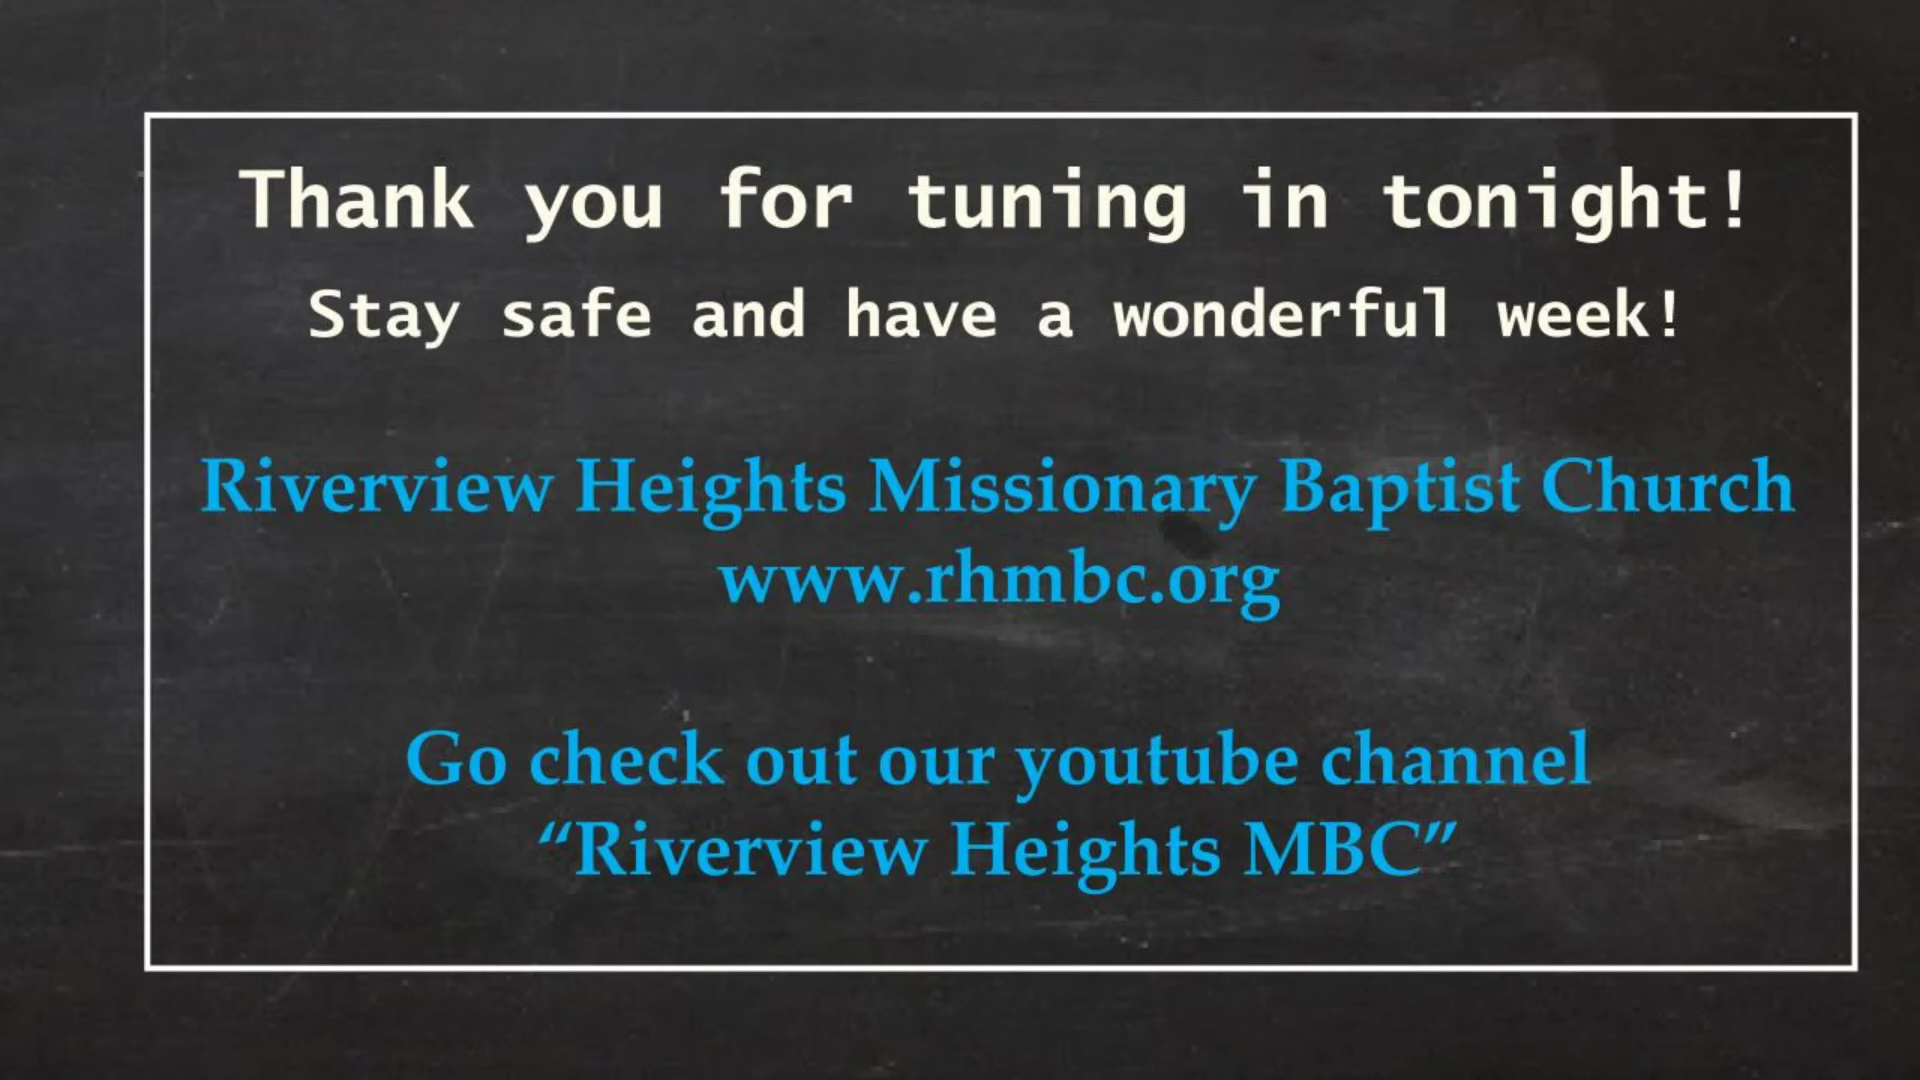 Thank you for tuning in tonight!
Stay safe and have a wonderful week!
Riverview Heights Missionary Baptist Church
www.rhmbc.org
Go check out our youtube channel
“Riverview Heights MBC”